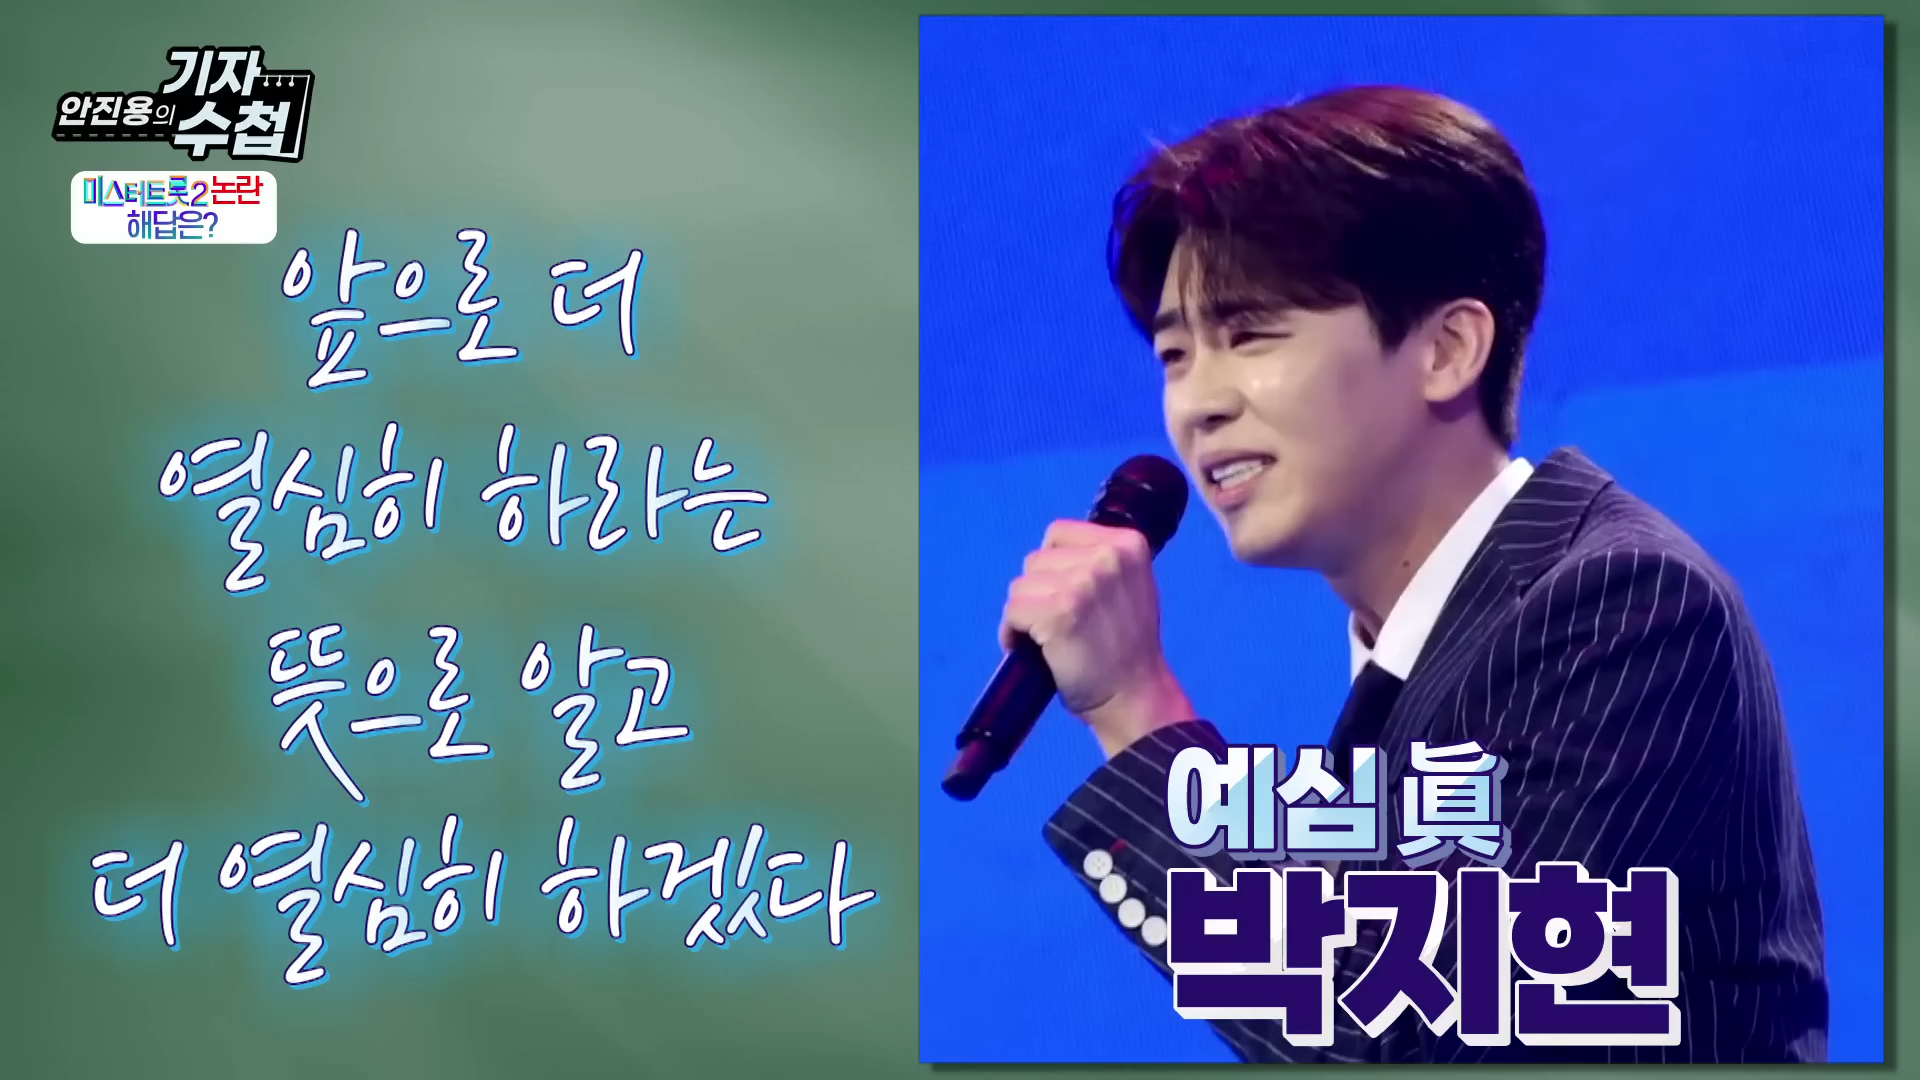 안진용의 기자수첩
미스터트롯2 논란
해답은?
앞으로 더
열심히 하라는
뜻으로 알고
더 열심히 하겠다
예심 眞
박지현